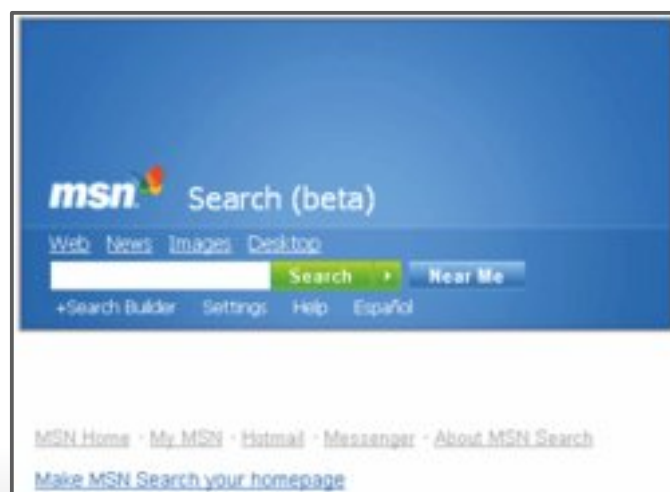 msn Search (beta)
Web News Images Desktop
Search Near Me
+Search Builder Settings Help Español
MSN Home · My MSN · Hotmail · Messenger · About MSN Search
Make MSN Search your homepage